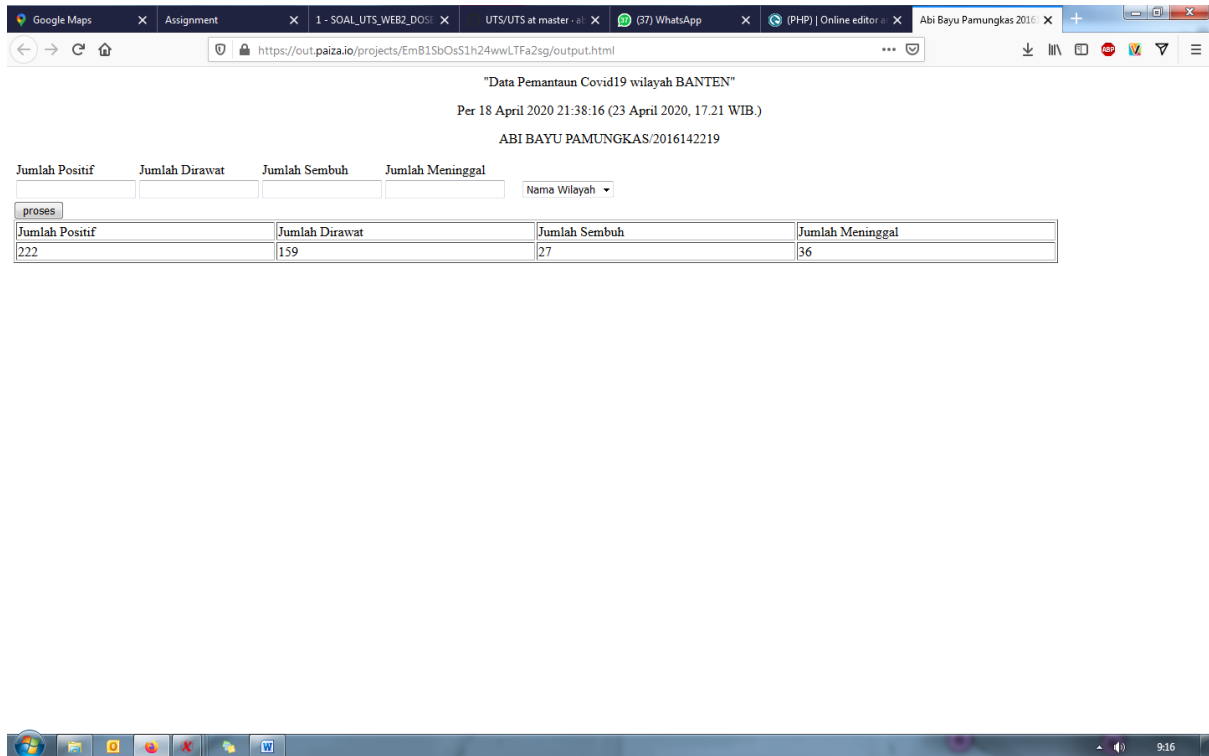 Google Maps
Assignment
1 - SOAL_UTS_WEB2_DOSE
UTS/UTS at master · ab
(37) WhatsApp
(PHP) | Online editor a
Abi Bayu Pamungkas 2016
https://out.paiza.io/projects/EmB1SbOsS1h24wwLTFa2sg/output.html
ABP
"Data Pemantaun Covid19 wilayah BANTEN"
Per 18 April 2020 21:38:16 (23 April 2020, 17.21 WIB.)
ABI BAYU PAMUNGKAS/2016142219
Jumlah Positif Jumlah Dirawat Jumlah Sembuh Jumlah Meninggal
Nama Wilayah
proses
Jumlah Positif Jumlah Dirawat Jumlah Sembuh Jumlah Meninggal
222 159 27 36
9:16